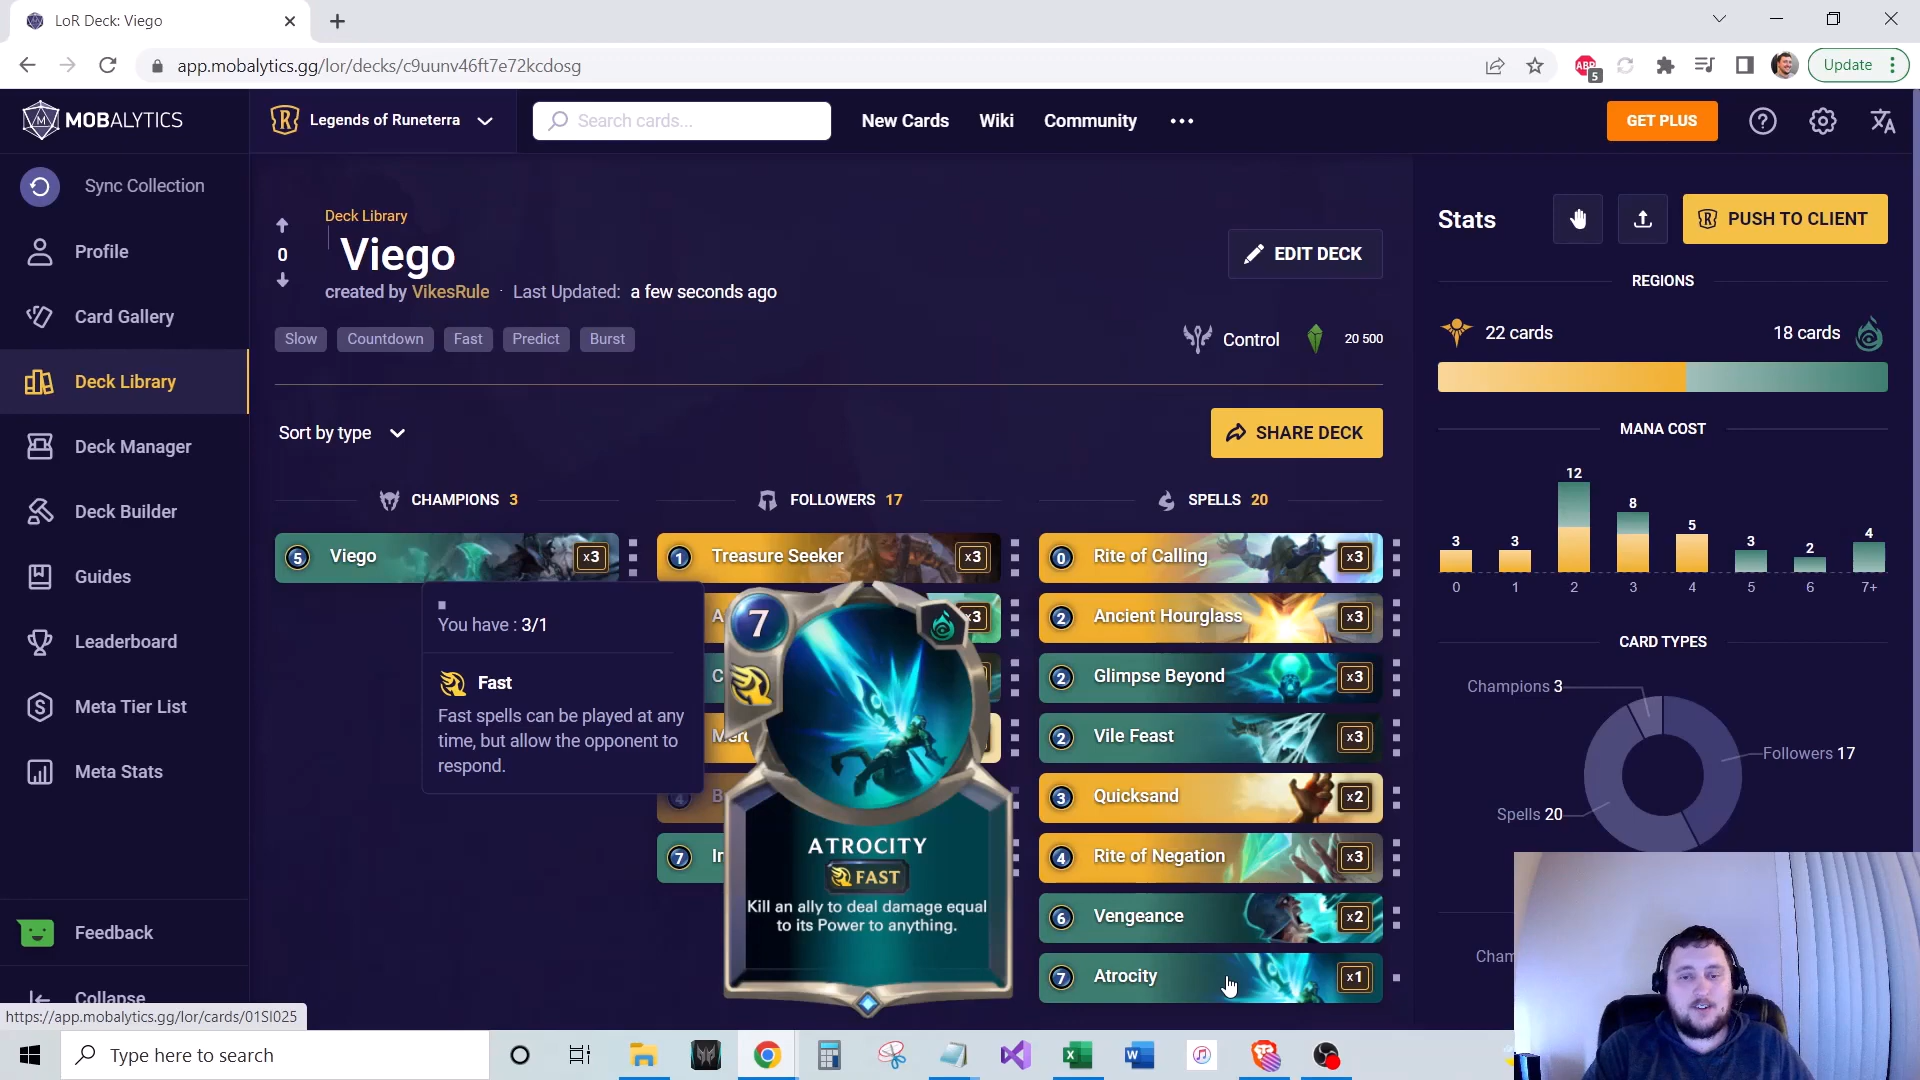 LoR Deck: Viego
app.mobalytics.gg/lor/decks/c9uunv46ft7e72kcdosg
ABP
5
Update
MOBALYTICS
Legends of Runeterra
Search cards...
New Cards
Wiki
Community
GET PLUS
Sync Collection
Profile
Card Gallery
Deck Library
Deck Manager
Deck Builder
Guides
Leaderboard
Meta Tier List
Meta Stats
Feedback
Collapse
Deck Library
0
Viego
created by VikesRule · Last Updated: a few seconds ago
EDIT DECK
Slow
Countdown
Fast
Predict
Burst
Control
20 500
Sort by type
SHARE DECK
CHAMPIONS 3
FOLLOWERS 17
SPELLS 20
5 Viego x3
1 Treasure Seeker x3
0 Rite of Calling x3
2 Ancient Hourglass x3
2 Glimpse Beyond x3
2 Vile Feast x3
3 Quicksand x2
4 Rite of Negation x3
6 Vengeance x2
7 Atrocity x1
You have : 3/1
Fast
Fast spells can be played at any
time, but allow the opponent to
respond.
7
x3
ATROCITY
FAST
Kill an ally to deal damage equal
to its Power to anything.
Stats
PUSH TO CLIENT
REGIONS
22 cards
18 cards
MANA COST
3 3 12 8 5 3 2 4
0 1 2 3 4 5 6 7+
CARD TYPES
Champions 3
Followers 17
Spells 20
Cham
https://app.mobalytics.gg/lor/cards/01SI025
Type here to search